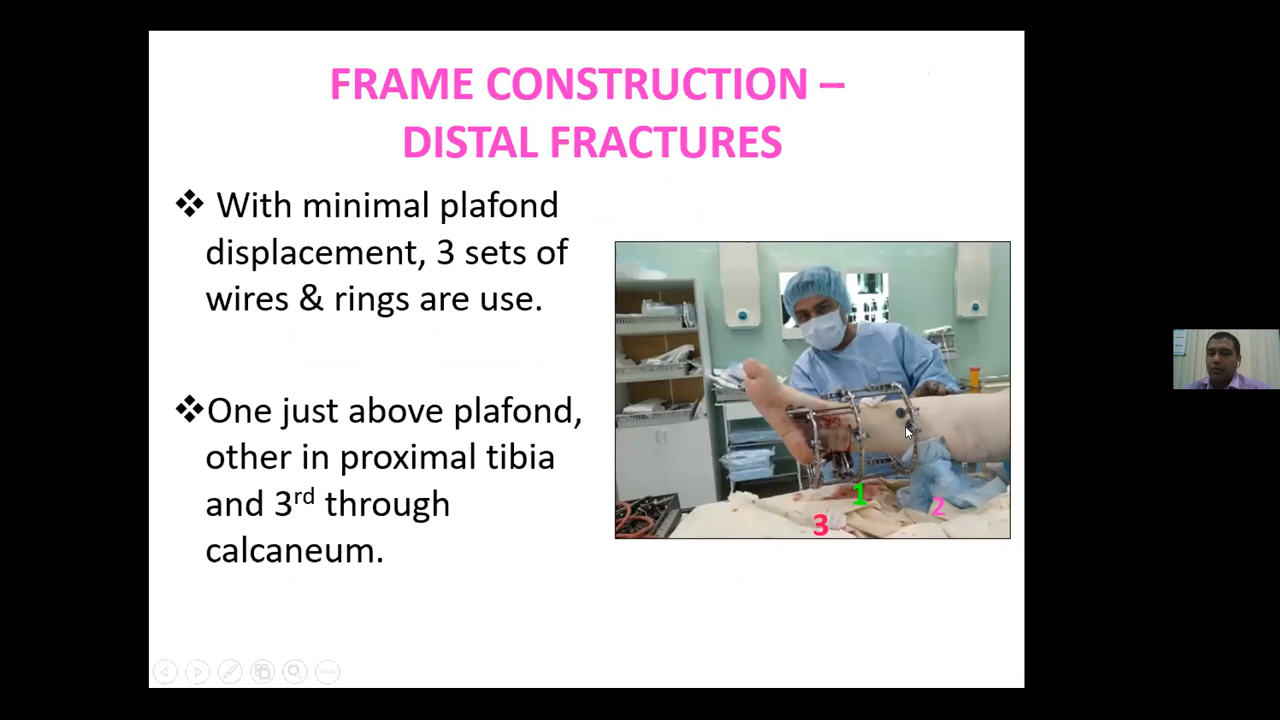 FRAME CONSTRUCTION –
DISTAL FRACTURES
❖ With minimal plafond
displacement, 3 sets of
wires & rings are use.
❖One just above plafond,
other in proximal tibia
and 3rd through
calcaneum.
1
2
3